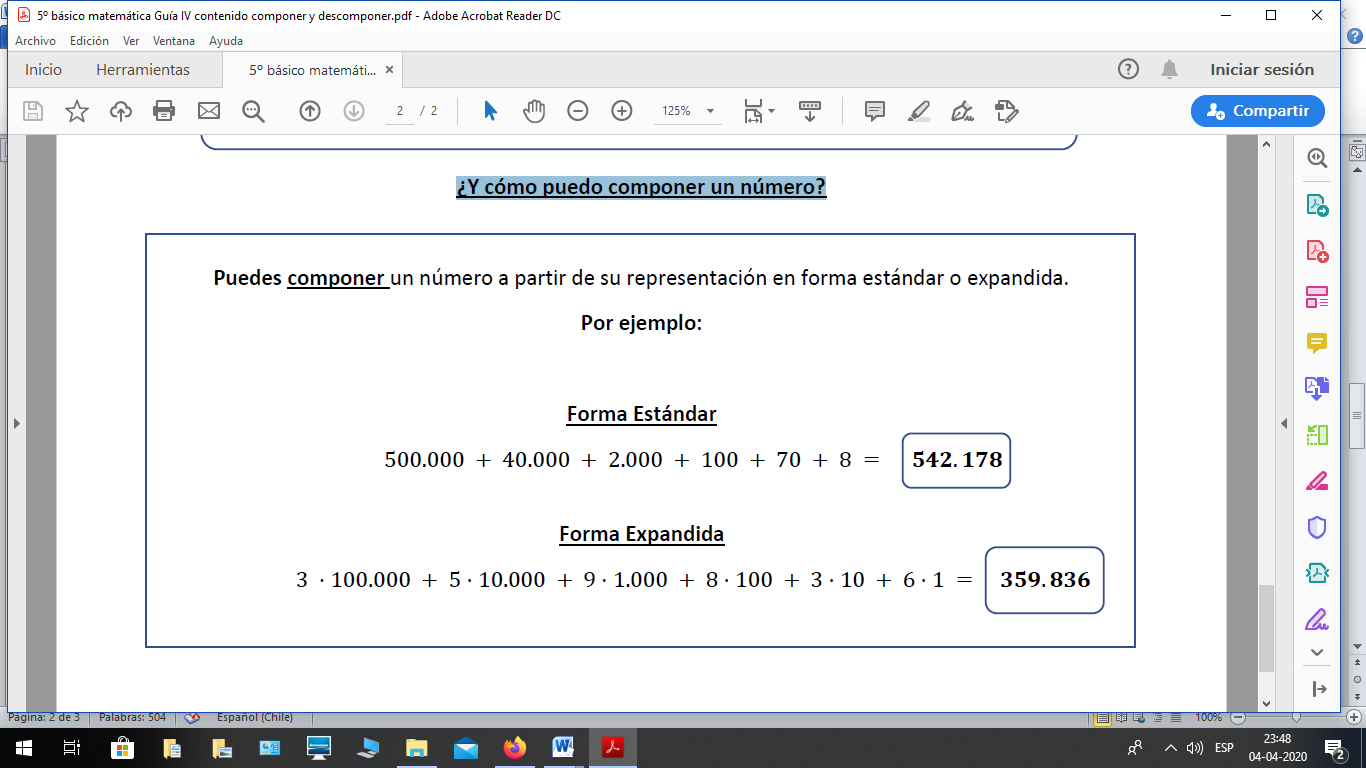 5º básico matemática Guía IV contenido componer y descomponer.pdf - Adobe Acrobat Reader DC
Archivo Edición Ver Ventana Ayuda
Inicio Herramientas 5º básico matemáti... Iniciar sesión
2 / 2 125% Compartir
¿Y cómo puedo componer un número?
Puedes componer un número a partir de su representación en forma estándar o expandida.
Por ejemplo:
Forma Estándar
500.000 + 40.000 + 2.000 + 100 + 70 + 8 = 542.178
Forma Expandida
3 · 100.000 + 5 · 10.000 + 9 · 1.000 + 8 · 100 + 3 · 10 + 6 · 1 = 359.836
Página: 2 de 3 Palabras: 504 Español (Chile) 100%
ESP 23:48
04-04-2020 2